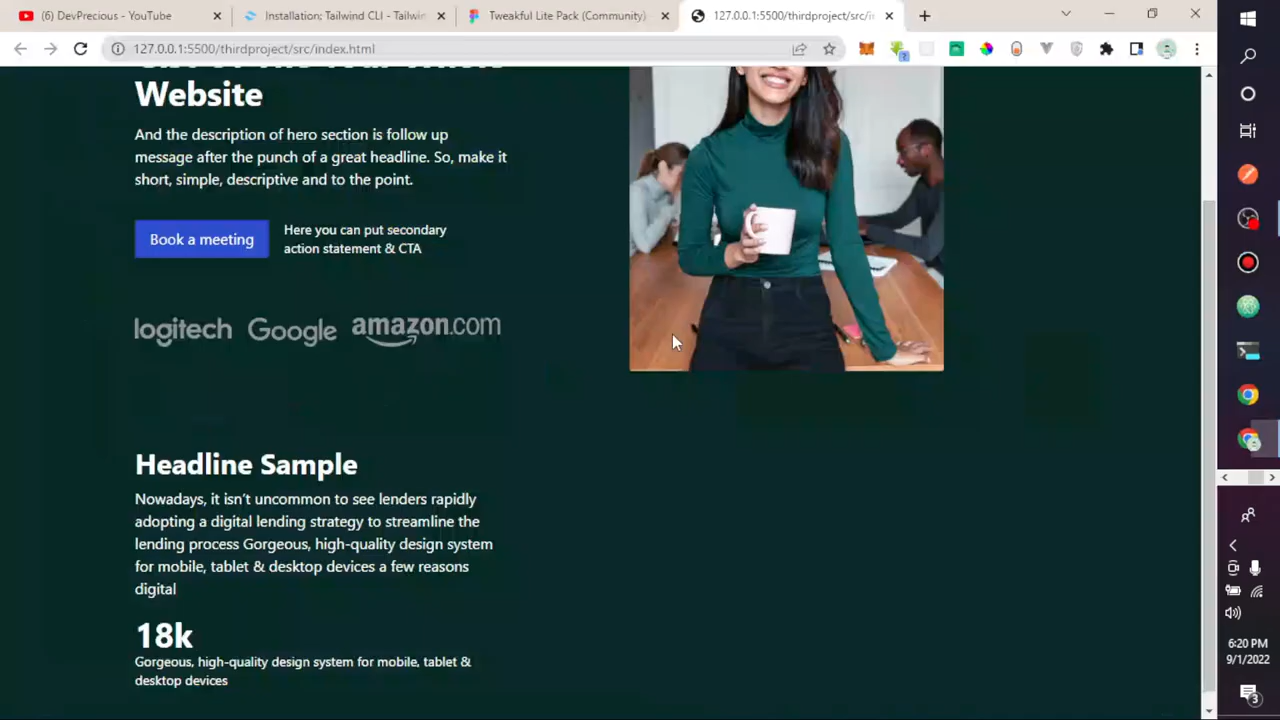 (6) DevPrecious - YouTube
Installation: Tailwind CLI - Tailwin
Tweakful Lite Pack (Community)
127.0.0.1:5500/thirdproject/src/in
127.0.0.1:5500/thirdproject/src/index.html
Website
And the description of hero section is follow up
message after the punch of a great headline. So, make it
short, simple, descriptive and to the point.
Book a meeting
Here you can put secondary
action statement & CTA
logitech Google amazon.com
Headline Sample
Nowadays, it isn’t uncommon to see lenders rapidly
adopting a digital lending strategy to streamline the
lending process Gorgeous, high-quality design system
for mobile, tablet & desktop devices a few reasons
digital
18k
Gorgeous, high-quality design system for mobile, tablet &
desktop devices
6:20 PM
9/1/2022
3